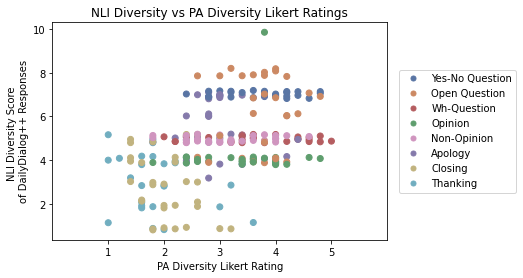 NLI Diversity vs PA Diversity Likert Ratings
NLI Diversity Score
of DailyDialog++ Responses
10
8
6
4
2
1 2 3 4 5
PA Diversity Likert Rating
Yes-No Question
Open Question
Wh-Question
Opinion
Non-Opinion
Apology
Closing
Thanking